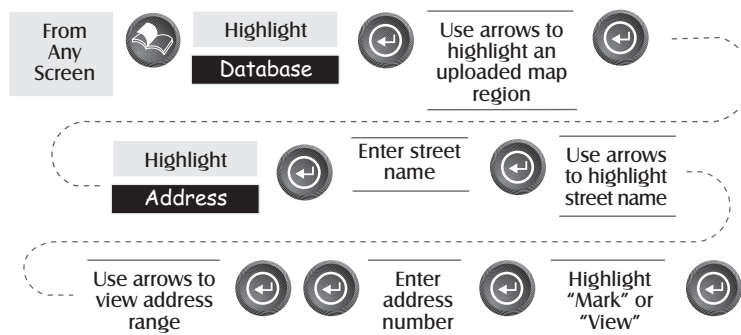 From
Any
Screen
Highlight
Database
Use arrows to
highlight an
uploaded map
region
Highlight
Address
Enter street
name
Use arrows
to highlight
street name
Use arrows to
view address
range
Enter
address
number
Highlight
“Mark” or
“View”